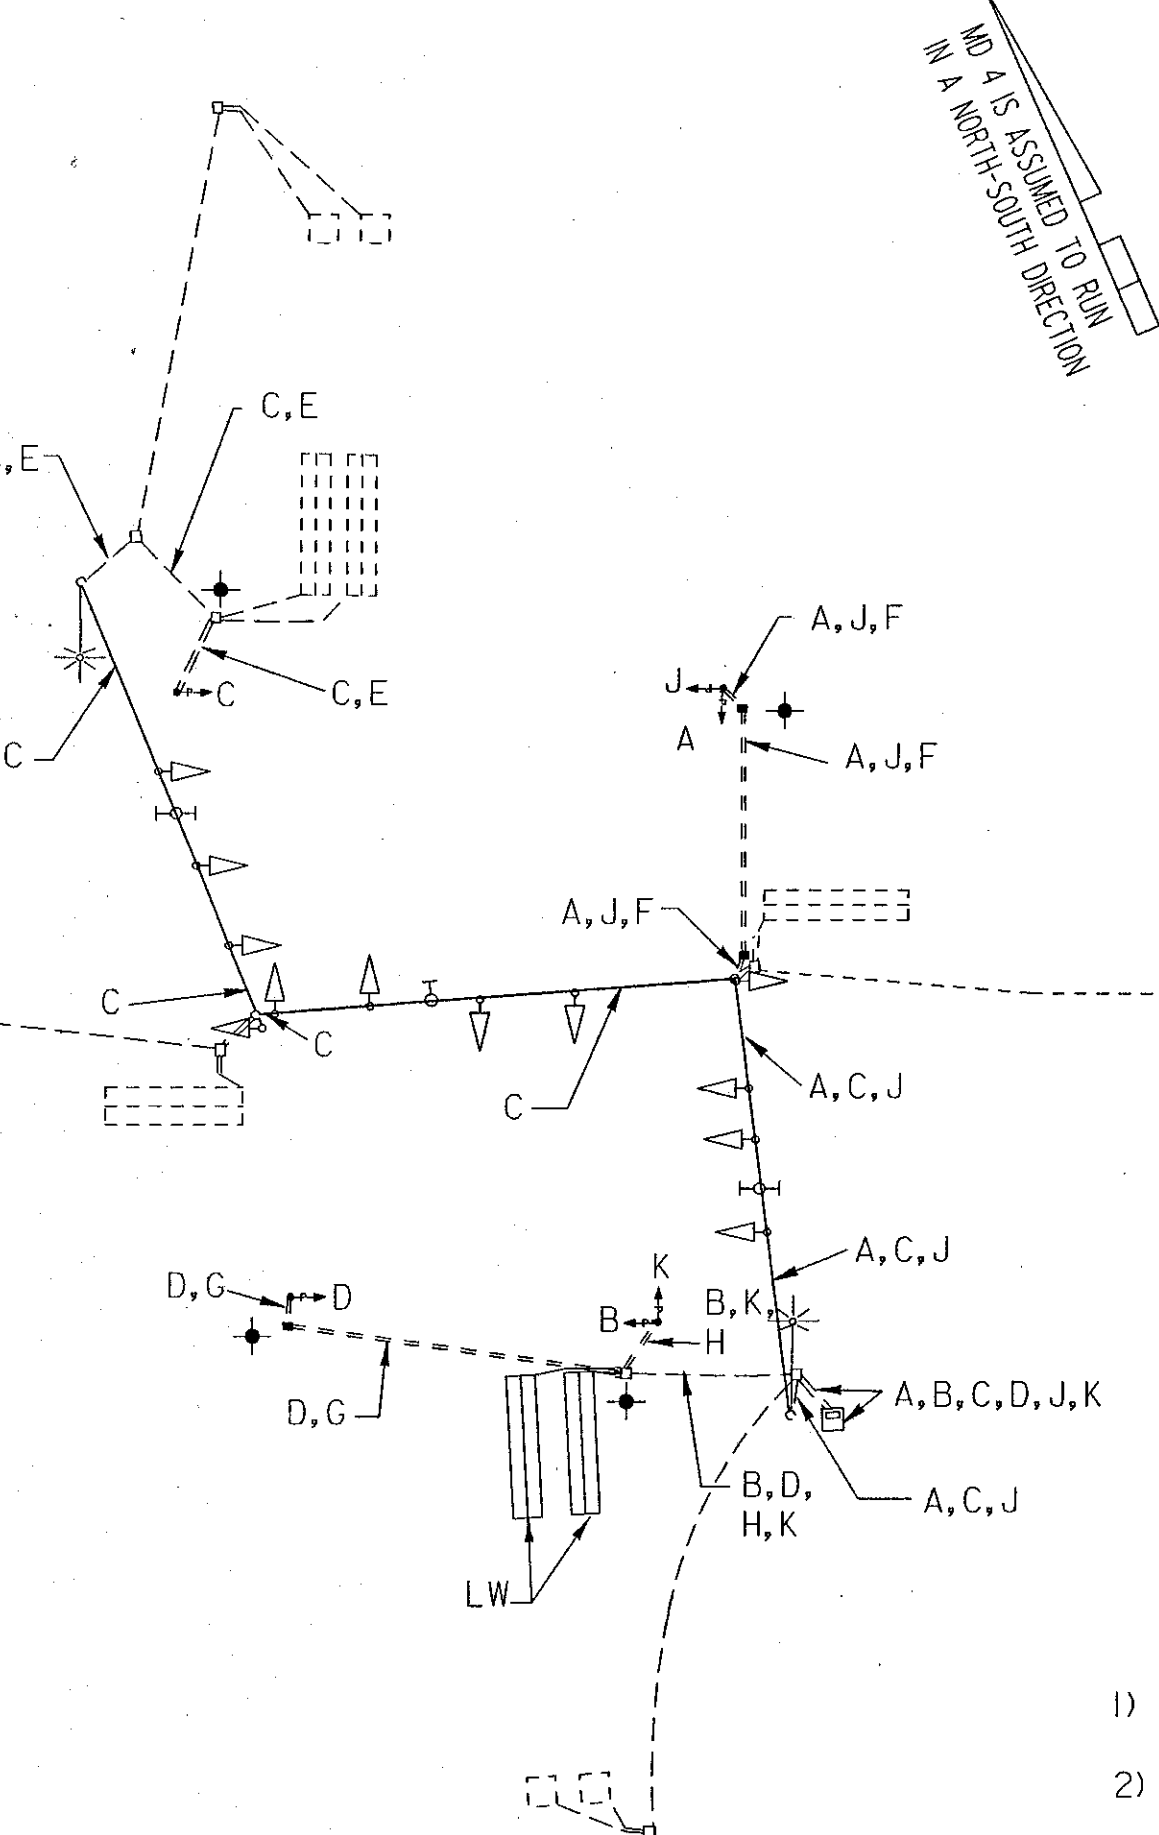 MD 4 IS ASSUMED TO RUN
IN A NORTH-SOUTH DIRECTION
C,E
,E
A,J,F
C
C,E
J
A
C
A,J,F
A,J,F
C
C
A,C,J
C
A,C,J
K
D,G
D
B
B,K,
H
A,B,C,D,J,K
D,G
B,D,
H,K
A,C,J
LW
1)
2)